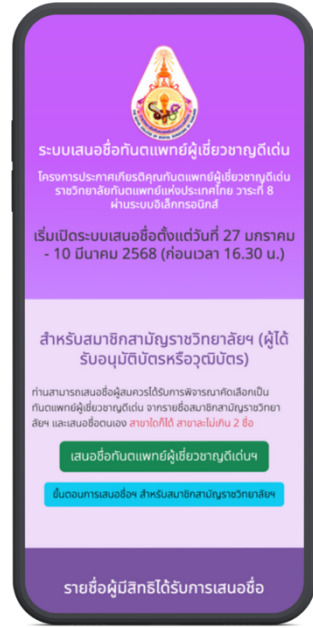 ระบบเสนอชื่อทันตแพทย์ผู้เชี่ยวชาญดีเด่น
โครงการประกาศเกียรติคุณทันตแพทย์ผู้เชี่ยวชาญดีเด่น
ราชวิทยาลัยทันตแพทย์แห่งประเทศไทย วาระที่ 8
ผ่านระบบอิเล็กทรอนิกส์
เริ่มเปิดระบบเสนอชื่อตั้งแต่วันที่ 27 มกราคม
- 10 มีนาคม 2568 (ก่อนเวลา 16.30 น.)
สำหรับสมาชิกสามัญราชวิทยาลัยฯ (ผู้ได้
รับอนุมัติบัตรหรือวุฒิบัตร)
ท่านสามารถเสนอชื่อผู้สมควรได้รับการพิจารณาคัดเลือกเป็น
ทันตแพทย์ผู้เชี่ยวชาญดีเด่น จากรายชื่อสมาชิกสามัญราชวิทยา
ลัยฯ และเสนอชื่อตนเอง สาขาใดก็ได้ สาขาละไม่เกิน 2 ชื่อ
เสนอชื่อทันตแพทย์ผู้เชี่ยวชาญดีเด่นฯ
ขั้นตอนการเสนอชื่อฯ สำหรับสมาชิกสามัญราชวิทยาลัยฯ
รายชื่อผู้มีสิทธิได้รับการเสนอชื่อ